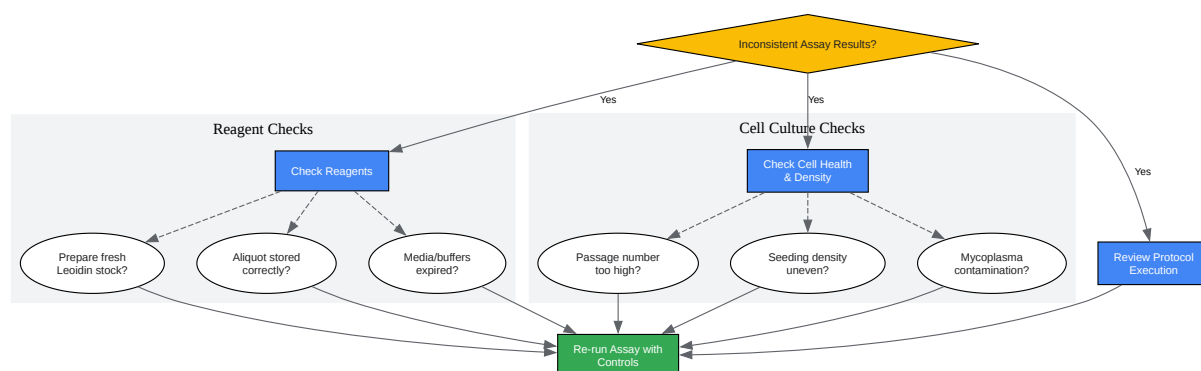 Inconsistent Assay Results?
Yes
Yes
Yes
Reagent Checks
Cell Culture Checks
Check Reagents
Check Cell Health
& Density
Prepare fresh
Leoidin stock?
Aliquot stored
correctly?
Media/buffers
expired?
Passage number
too high?
Seeding density
uneven?
Mycoplasma
contamination?
Review Protocol
Execution
Re-run Assay with
Controls